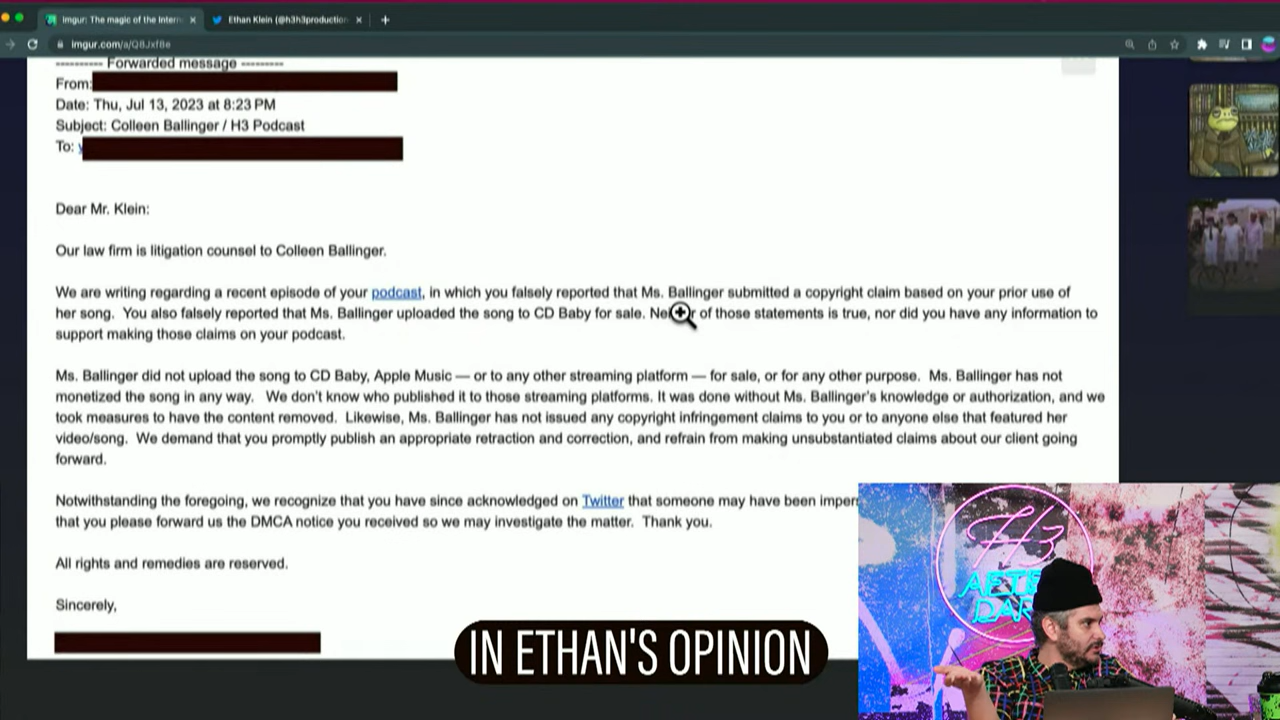 Imgur: The magic of the Intern
Ethan Klein (@h3h3production
imgur.com/a/Q8Jxf8e
---------- Forwarded message ---------
From:
Date: Thu, Jul 13, 2023 at 8:23 PM
Subject: Colleen Ballinger / H3 Podcast
To:
Dear Mr. Klein:
Our law firm is litigation counsel to Colleen Ballinger.
We are writing regarding a recent episode of your podcast, in which you falsely reported that Ms. Ballinger submitted a copyright claim based on your prior use of
her song. You also falsely reported that Ms. Ballinger uploaded the song to CD Baby for sale. Ne r of those statements is true, nor did you have any information to
support making those claims on your podcast.
Ms. Ballinger did not upload the song to CD Baby, Apple Music — or to any other streaming platform — for sale, or for any other purpose. Ms. Ballinger has not
monetized the song in any way. We don't know who published it to those streaming platforms. It was done without Ms. Ballinger's knowledge or authorization, and we
took measures to have the content removed. Likewise, Ms. Ballinger has not issued any copyright infringement claims to you or to anyone else that featured her
video/song. We demand that you promptly publish an appropriate retraction and correction, and refrain from making unsubstantiated claims about our client going
forward.
Notwithstanding the foregoing, we recognize that you have since acknowledged on Twitter that someone may have been imper
that you please forward us the DMCA notice you received so we may investigate the matter. Thank you.
All rights and remedies are reserved.
Sincerely,
H3
AFTE
DAR
IN ETHAN'S OPINION